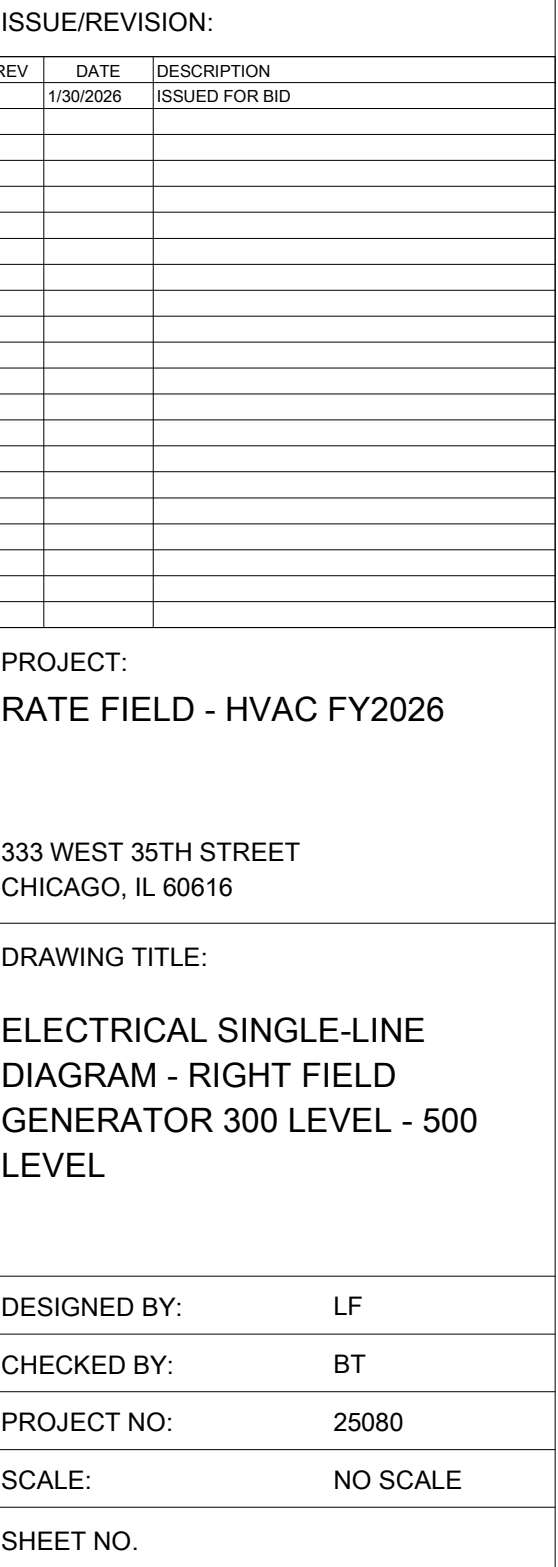 ISSUE/REVISION:
REV DATE DESCRIPTION
1/30/2026 ISSUED FOR BID
PROJECT:
RATE FIELD - HVAC FY2026
333 WEST 35TH STREET
CHICAGO, IL 60616
DRAWING TITLE:
ELECTRICAL SINGLE-LINE
DIAGRAM - RIGHT FIELD
GENERATOR 300 LEVEL - 500
LEVEL
DESIGNED BY: LF
CHECKED BY: BT
PROJECT NO: 25080
SCALE: NO SCALE
SHEET NO.